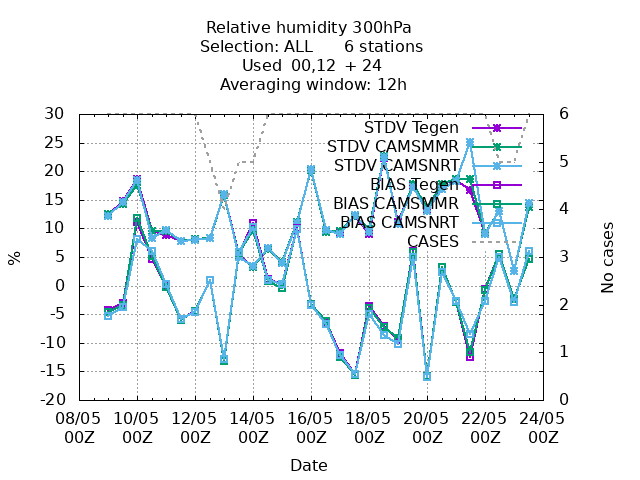 Relative humidity 300hPa
Selection: ALL 6 stations
Used 00,12 + 24
Averaging window: 12h
30
25
20
15
10
5
0
-5
-10
-15
-20
%
6
5
4
3
2
1
0
No cases
STDV Tegen
STDV CAMSMMR
STDV CAMSNRT
BIAS Tegen
BIAS CAMSMMR
BIAS CAMSNRT
CASES
08/05 10/05 12/05 14/05 16/05 18/05 20/05 22/05 24/05
00Z 00Z 00Z 00Z 00Z 00Z 00Z 00Z 00Z
Date